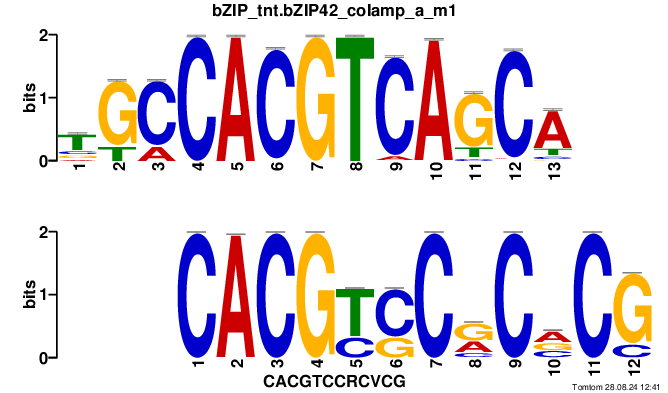 bZIP_tnt.bZIP42_colamp_a_m1
2
bits
1
0
T G C C A C G T C A G C A
T A A T T
1 2 3 4 5 6 7 8 9 10 11 12 13
2
bits
1
0
C A C G T C C G C A C G
C G A G C
C C
1 2 3 4 5 6 7 8 9 10 11 12
CACGTCCRCVCG
Tomtom 28.08.24 12:41